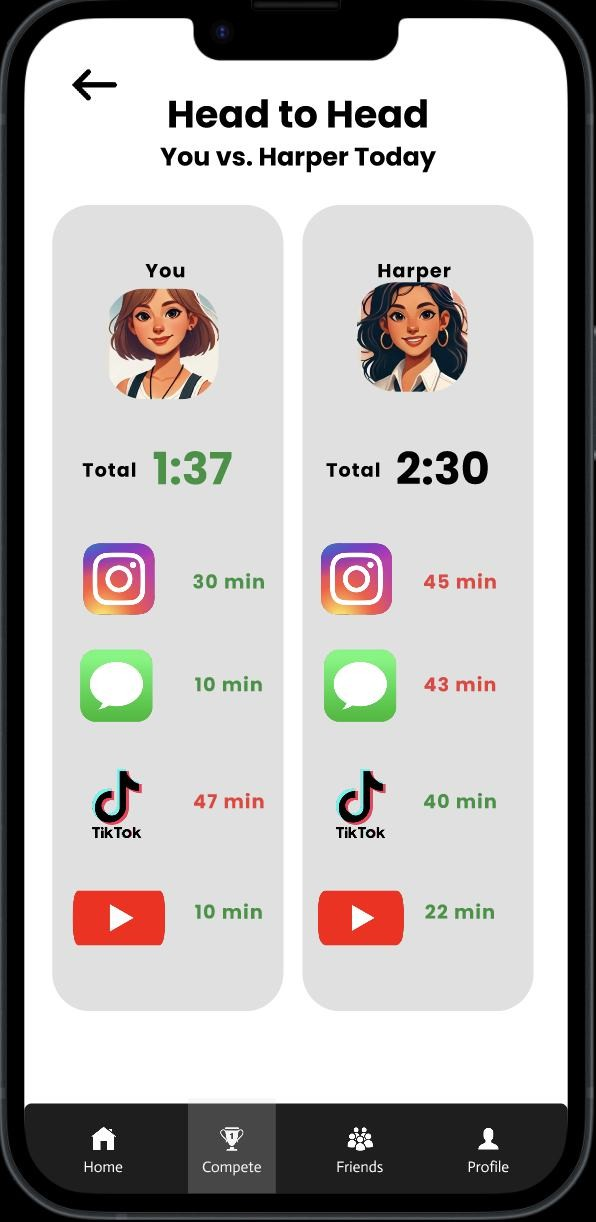 Head to Head
You vs. Harper Today
You
Total 1:37
30 min
10 min
TikTok
47 min
10 min
Harper
Total 2:30
45 min
43 min
TikTok
40 min
22 min
1
Home
Compete
Friends
Profile